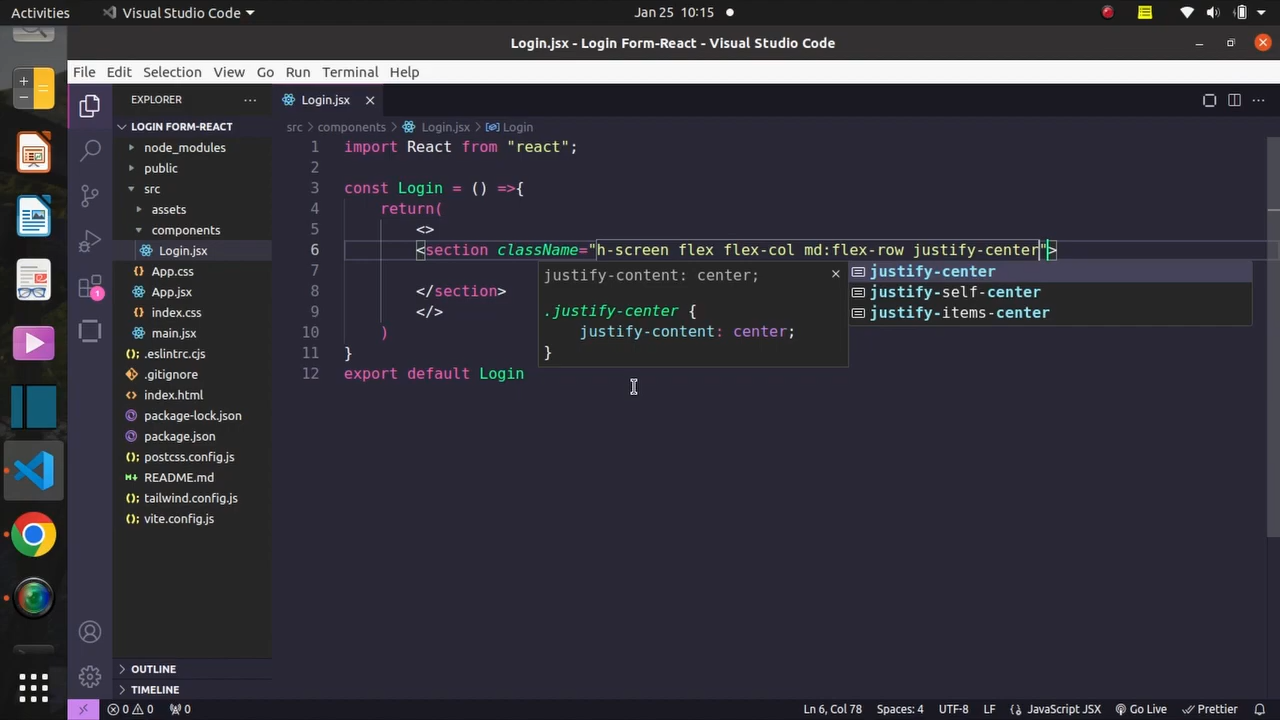 Activities
Visual Studio Code
Jan 25 10:15
Login.jsx - Login Form-React - Visual Studio Code
File Edit Selection View Go Run Terminal Help
EXPLORER
Login.jsx
LOGIN FORM-REACT
node_modules
public
src
assets
components
Login.jsx
App.css
App.jsx
index.css
main.jsx
.eslintrc.cjs
.gitignore
index.html
package-lock.json
package.json
postcss.config.js
README.md
tailwind.config.js
vite.config.js
OUTLINE
TIMELINE
1
src > components > Login.jsx > Login
1 import React from "react";
2
3 const Login = () =>{
4 return(
5 <>
6 <section className="h-screen flex flex-col md:flex-row justify-center">
7
8 </section>
9 </>
10 )
11 }
12 export default Login
justify-content: center;
.justify-center {
justify-content: center;
}
justify-center
justify-self-center
justify-items-center
0 0 0
Ln 6, Col 78 Spaces: 4 UTF-8 LF {} JavaScript JSX Go Live Prettier